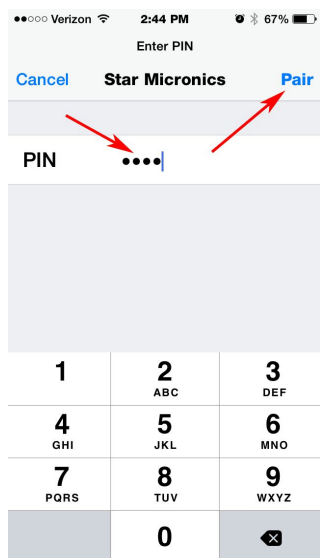 Verizon 2:44 PM 67%
Enter PIN
Cancel Star Micronics Pair
PIN ••••
1 2 3
ABC DEF
4 5 6
GHI JKL MNO
7 8 9
PQRS TUV WXYZ
0